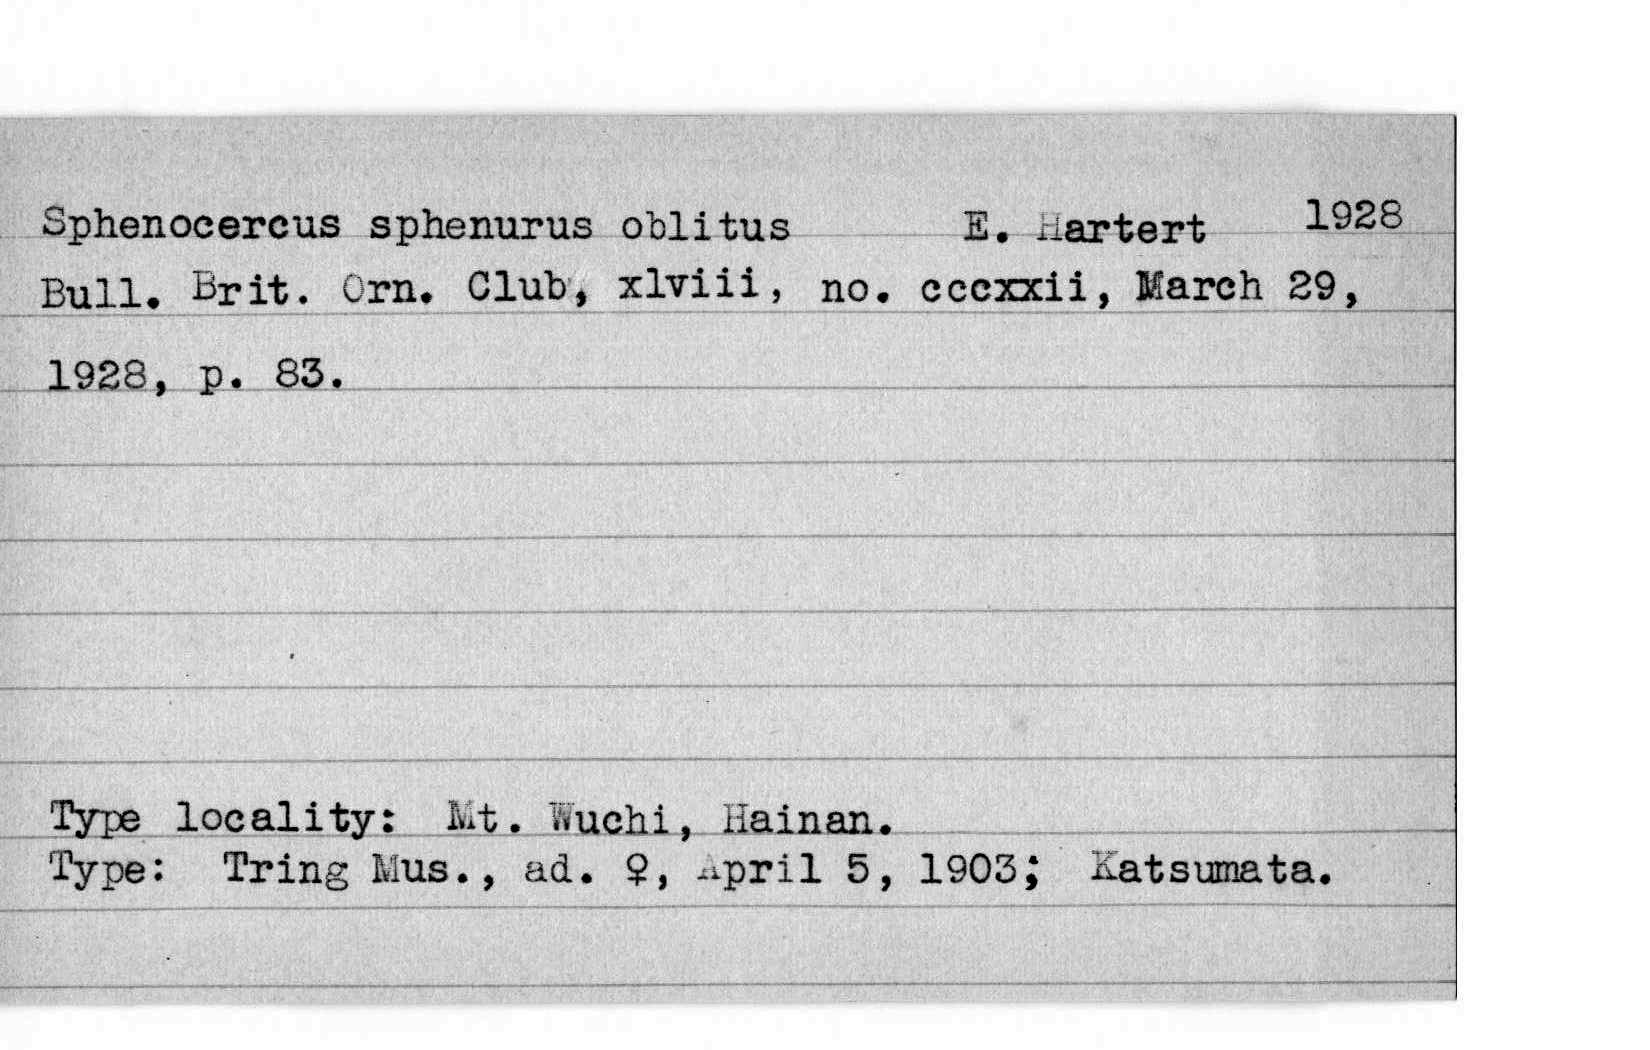 Sphenocercus sphenurus oblitus E. Hartert 1928
Bull. Brit. Orn. Club, xlviii, no. cccxxii, March 29,
1928, p. 83.
Type locality: Mt. Wuchi, Hainan.
Type: Tring Mus., ad. ♀, April 5, 1903; Katsumata.